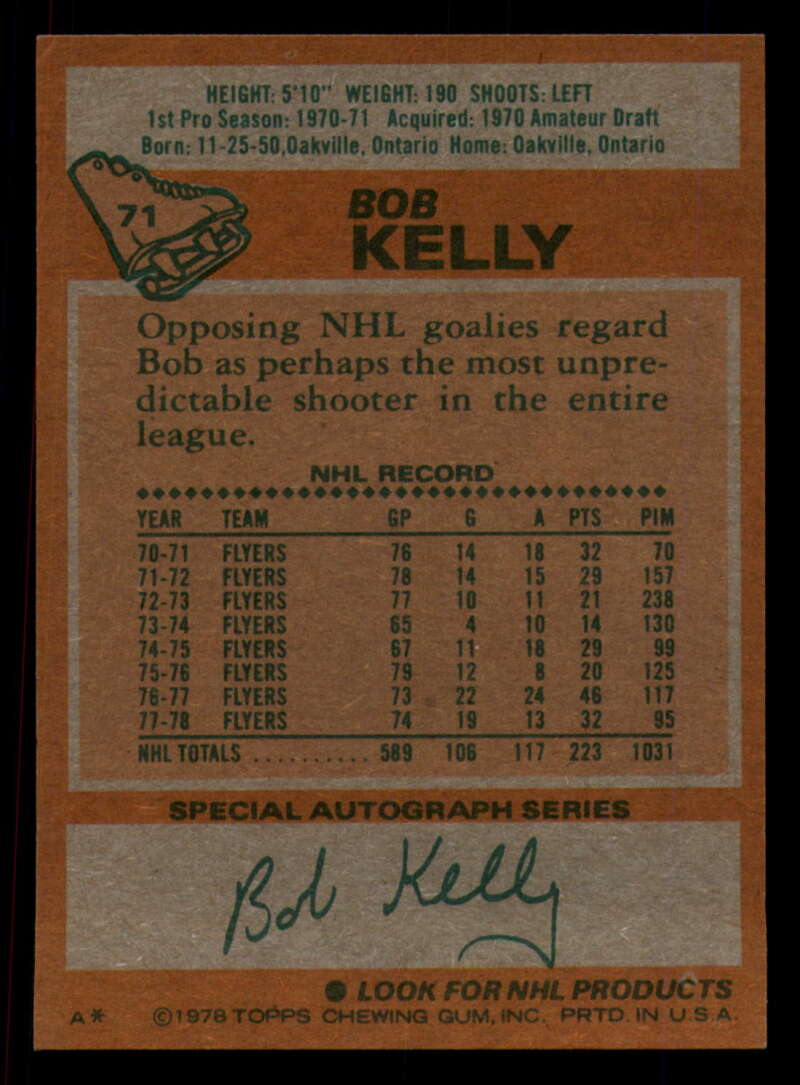 HEIGHT: 5'10" WEIGHT: 190 SHOOTS: LEFT
1st Pro Season: 1970-71 Acquired: 1970 Amateur Draft
Born: 11-25-50, Oakville, Ontario Home: Oakville, Ontario
71
BOB
KELLY
Opposing NHL goalies regard
Bob as perhaps the most unpre-
dictable shooter in the entire
league.
NHL RECORD
YEAR TEAM GP G A PTS PIM
70-71 FLYERS 76 14 18 32 70
71-72 FLYERS 78 14 15 29 157
72-73 FLYERS 77 10 11 21 238
73-74 FLYERS 65 4 10 14 130
74-75 FLYERS 67 11 18 29 99
75-76 FLYERS 79 12 8 20 125
76-77 FLYERS 73 22 24 46 117
77-78 FLYERS 74 19 13 32 95
NHL TOTALS .......... 589 106 117 223 1031
SPECIAL AUTOGRAPH SERIES
Bob Kelly
● LOOK FOR NHL PRODUCTS
A* ©1978 TOPPS CHEWING GUM, INC. PRTD. IN U.S.A.